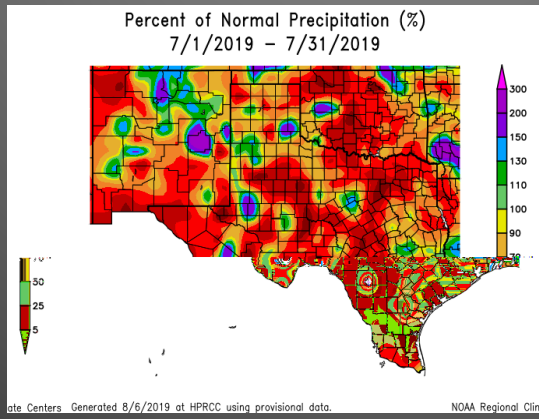 Percent of Normal Precipitation (%)
7/1/2019 – 7/31/2019
300
200
150
130
110
100
90
50
25
5
ate Centers
Generated 8/6/2019 at HPRCC using provisional data.
NOAA Regional Clim